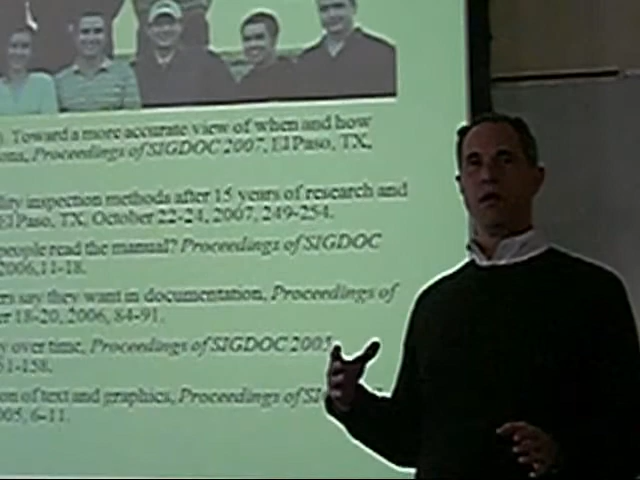 ). Toward a more accurate view of when and how
ons, Proceedings of SIGDOC 2007, El Paso, TX,
ility inspection methods after 15 years of research and
El Paso, TX. October 22-24, 2007, 249-254.
people read the manual? Proceedings of SIGDOC
2006, 11-18.
ers say they want in documentation, Proceedings of
er 18-20, 2006, 84-91.
y over time, Proceedings of SIGDOC 2005
51-158.
on of text and graphics, Proceedings of SI
005, 6-11.